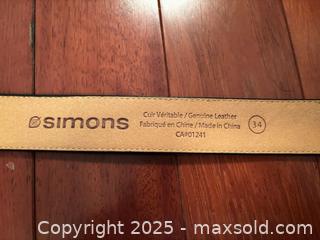 simons
Cuir Véritable / Genuine Leather
Fabriqué en Chine / Made in China
CA#01241
34
Copyright 2025 - maxsold.com